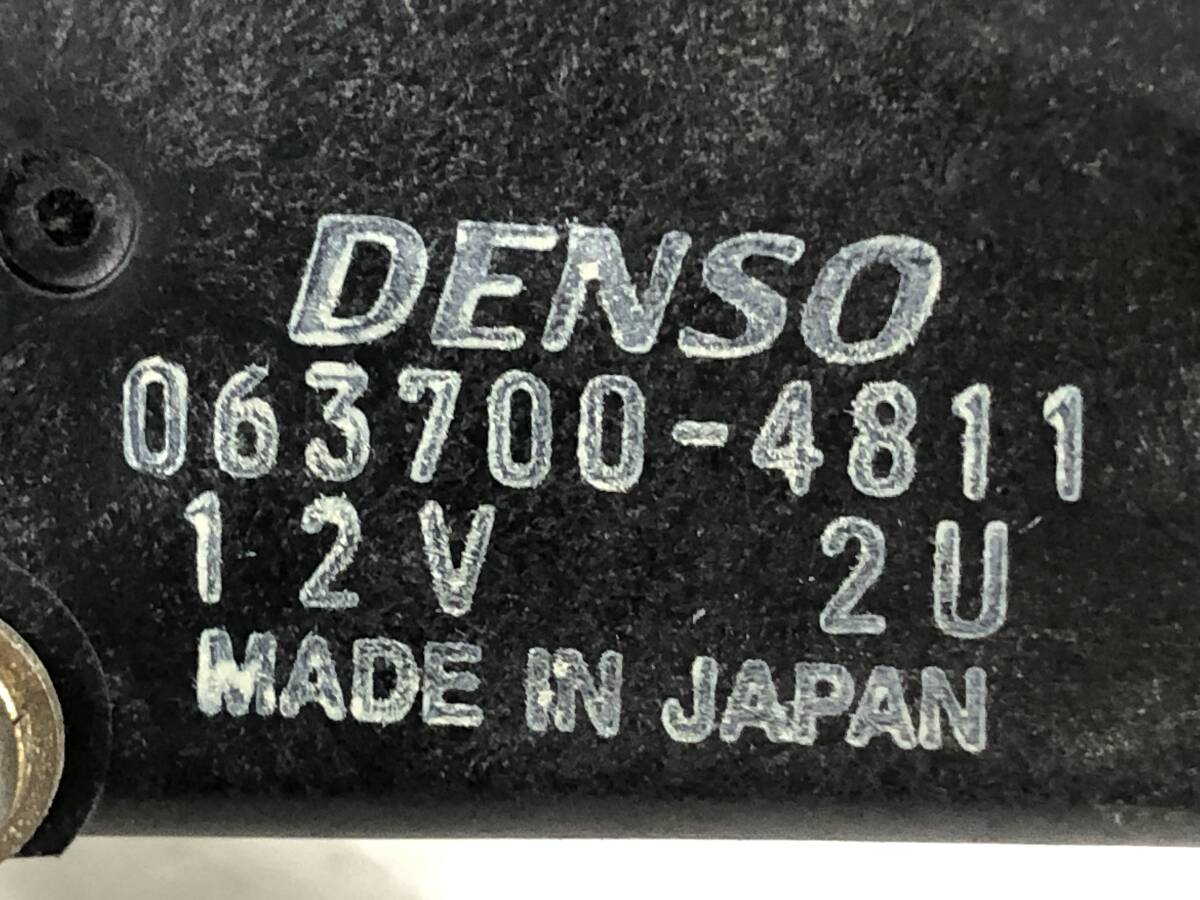 DENSO
063700-4811
12V 2U
MADE IN JAPAN